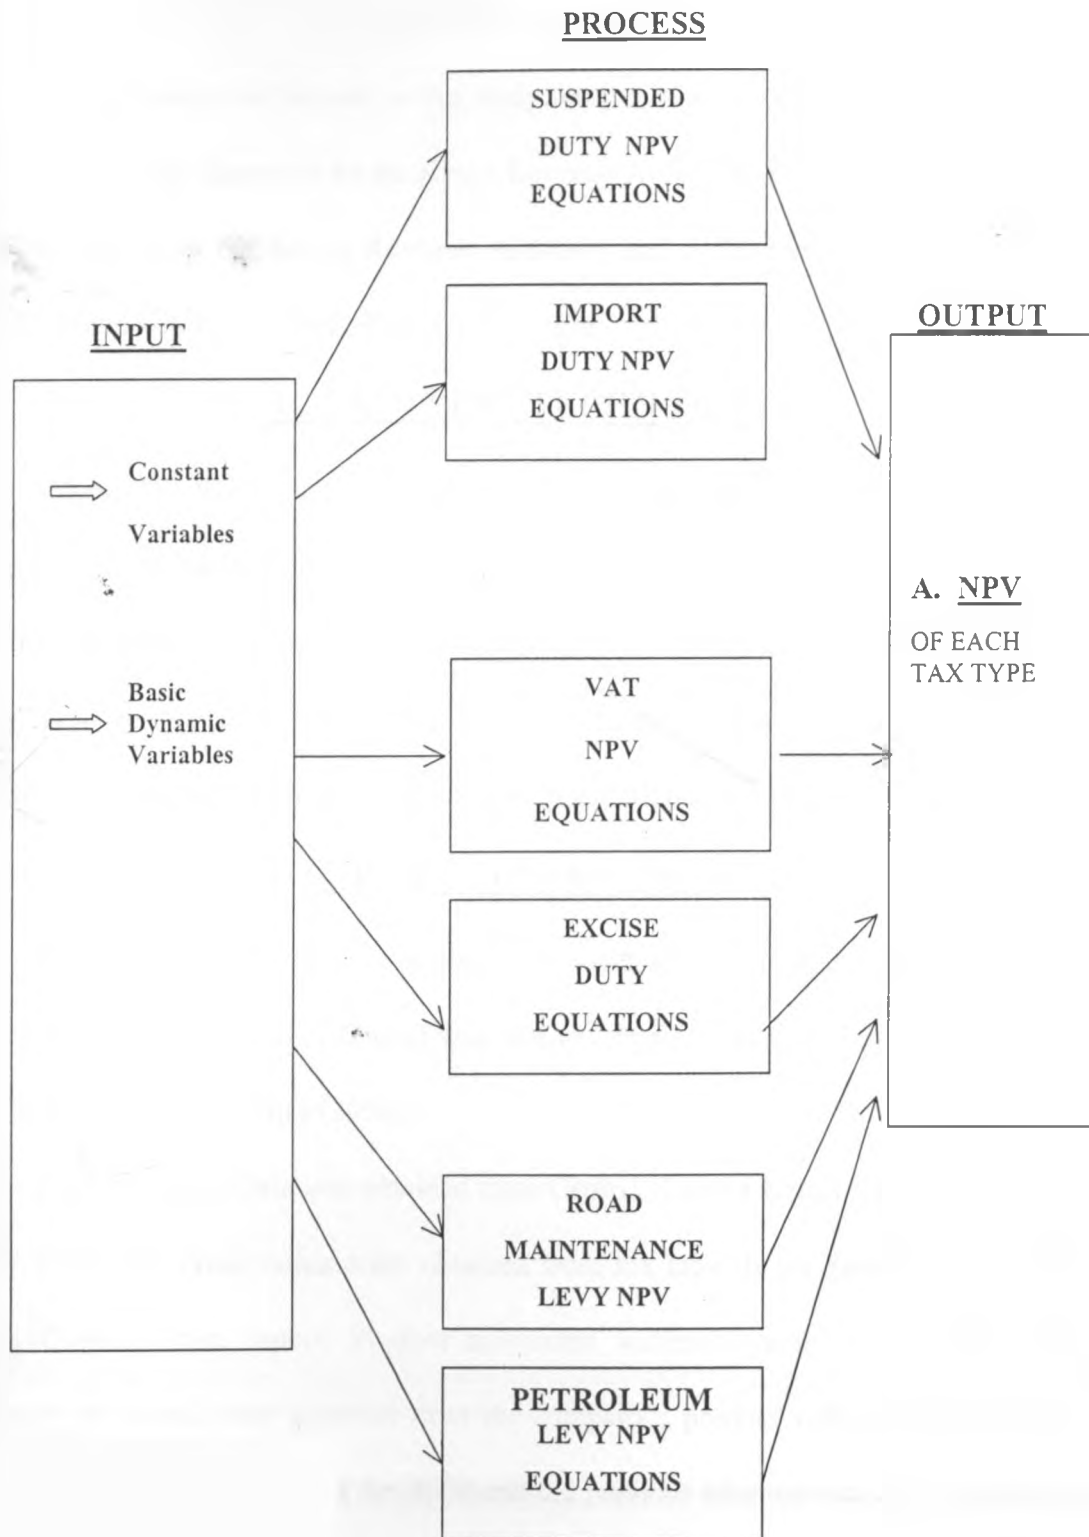 PROCESS
SUSPENDED
DUTY NPV
EQUATIONS
IMPORT
DUTY NPV
EQUATIONS
INPUT
Constant
Variables
Basic
Dynamic
Variables
VAT
NPV
EQUATIONS
EXCISE
DUTY
EQUATIONS
ROAD
MAINTENANCE
LEVY NPV
PETROLEUM
LEVY NPV
EQUATIONS
OUTPUT
A. NPV
OF EACH
TAX TYPE